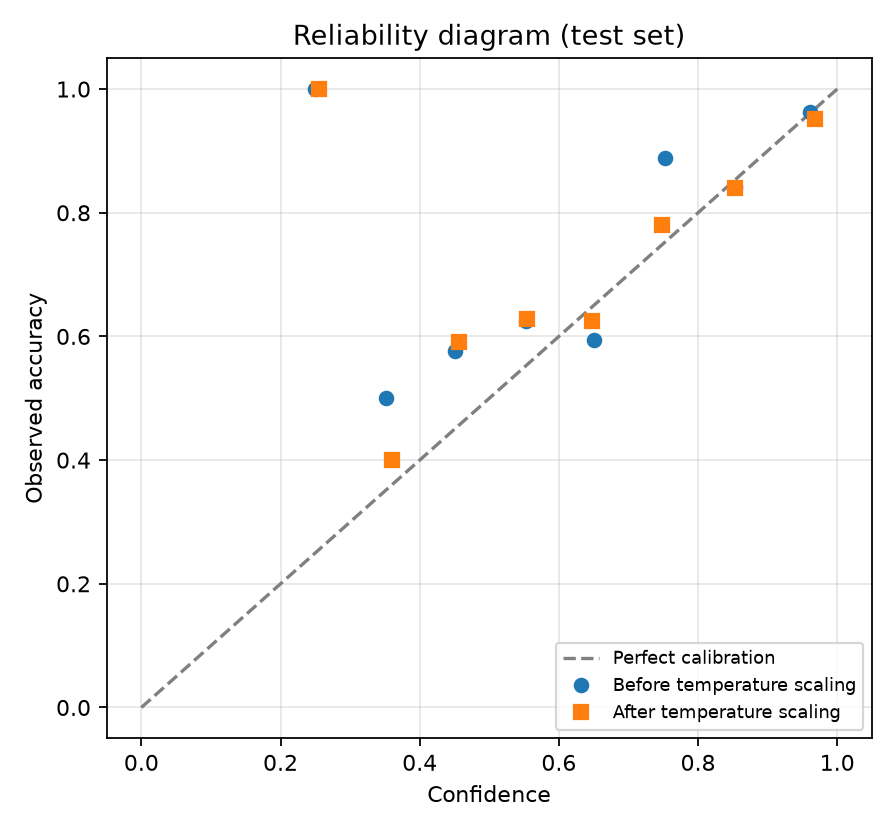 Reliability diagram (test set)
Observed accuracy
1.0
0.8
0.6
0.4
0.2
0.0
0.0 0.2 0.4 0.6 0.8 1.0
Confidence
Perfect calibration
Before temperature scaling
After temperature scaling